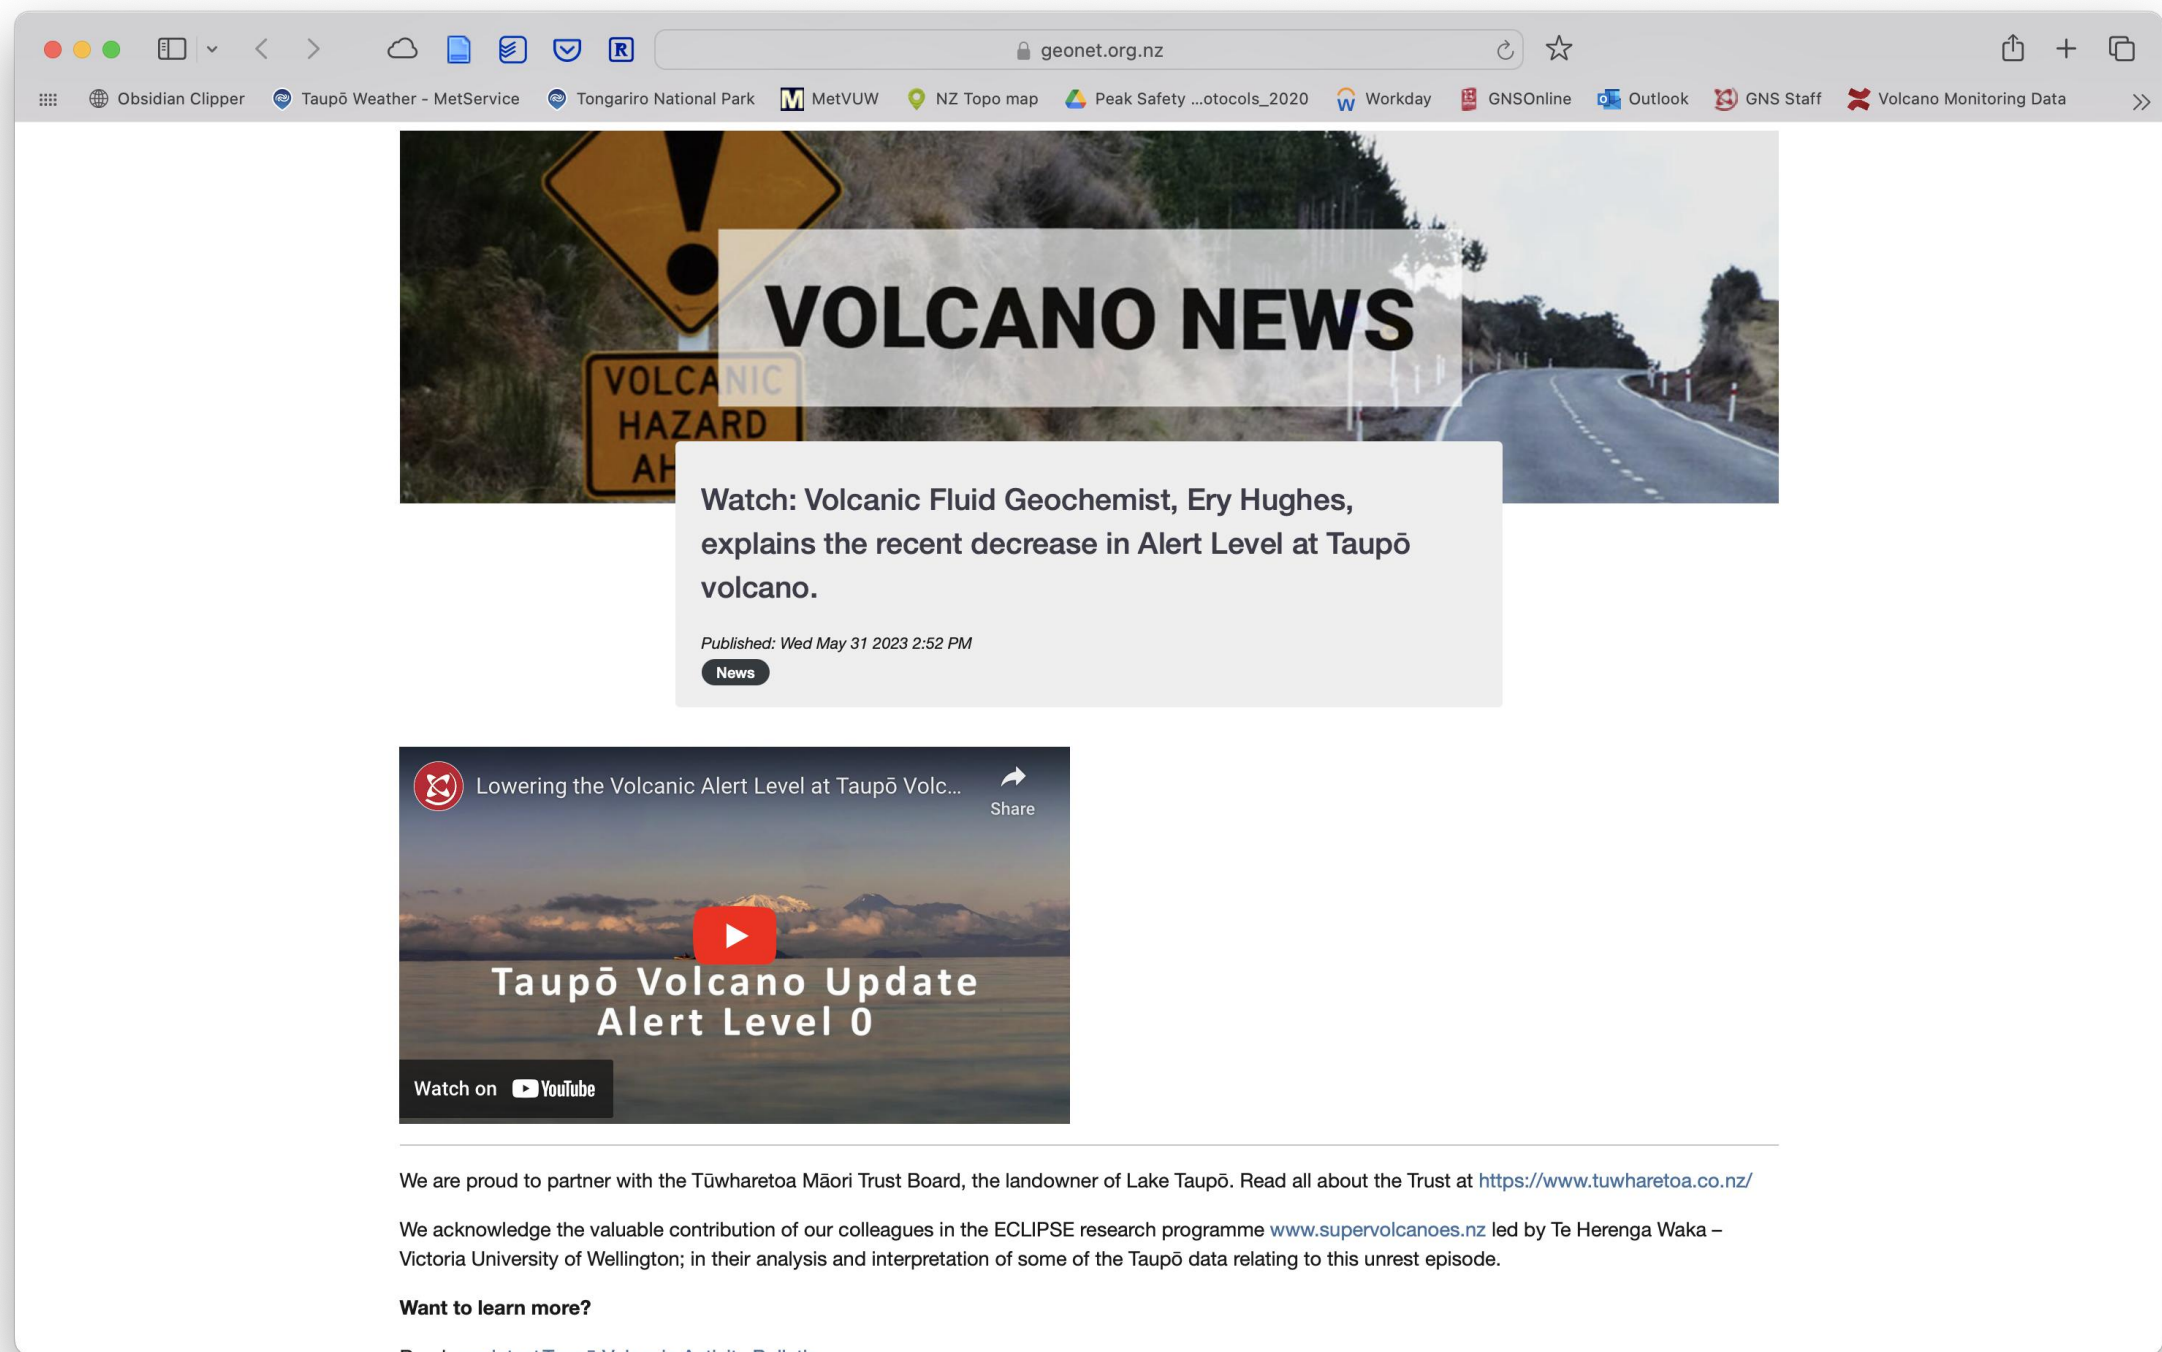 geonet.org.nz
Obsidian Clipper Taupō Weather - MetService Tongariro National Park MetVUW NZ Topo map Peak Safety ...otocols_2020 Workday GNSOnline Outlook GNS Staff Volcano Monitoring Data
VOLCANO NEWS
VOLCANIC
HAZARD
AH
Watch: Volcanic Fluid Geochemist, Ery Hughes,
explains the recent decrease in Alert Level at Taupō
volcano.
Published: Wed May 31 2023 2:52 PM
News
Lowering the Volcanic Alert Level at Taupō Volc...
Share
Taupō Volcano Update
Alert Level 0
Watch on YouTube
We are proud to partner with the Tūwharetoa Māori Trust Board, the landowner of Lake Taupō. Read all about the Trust at https://www.tuwharetoa.co.nz/
We acknowledge the valuable contribution of our colleagues in the ECLIPSE research programme www.supervolcanoes.nz led by Te Herenga Waka –
Victoria University of Wellington; in their analysis and interpretation of some of the Taupō data relating to this unrest episode.
Want to learn more?